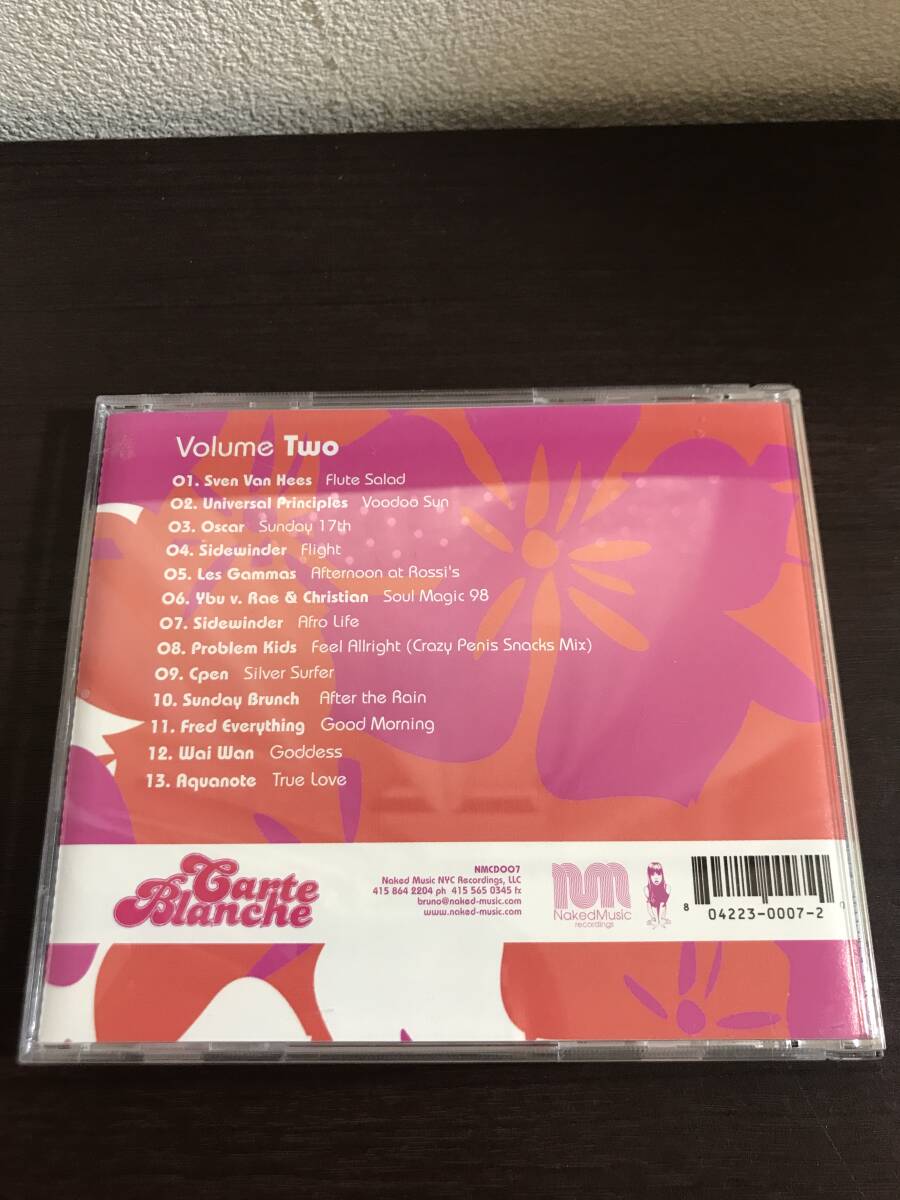 Volume Two
01. Sven Van Hees Flute Salad
02. Universal Principles Voodoo Sun
03. Oscar Sunday 17th
04. Sidewinder Flight
05. Les Gammas Afternoon at Rossi's
06. Ybu v. Rae & Christian Soul Magic 98
07. Sidewinder Afro Life
08. Problem Kids Feel Allright (Crazy Penis Snacks Mix)
09. Cpen Silver Surfer
10. Sunday Brunch After the Rain
11. Fred Everything Good Morning
12. Wai Wan Goddess
13. Aquanote True Love
Carte
Blanche
NMCD007
Naked Music NYC Recordings, LLC
415 864 2204 ph 415 565 0345 fx
bruno@naked-music.com
www.naked-music.com
NakedMusic
recordings
8 04223-0007-2